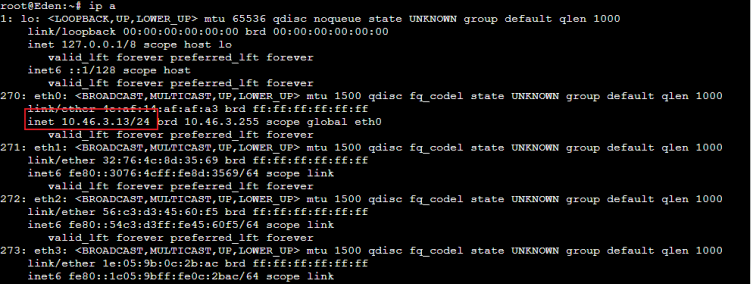 root@Eden:~# ip a
1: lo: <LOOPBACK,UP,LOWER_UP> mtu 65536 qdisc noqueue state UNKNOWN group default qlen 1000
    link/loopback 00:00:00:00:00:00 brd 00:00:00:00:00:00
    inet 127.0.0.1/8 scope host lo
       valid_lft forever preferred_lft forever
    inet6 ::1/128 scope host
       valid_lft forever preferred_lft forever
270: eth0: <BROADCAST,MULTICAST,UP,LOWER_UP> mtu 1500 qdisc fq_codel state UNKNOWN group default qlen 1000
    link/ether 4c:af:14:af:af:a3 brd ff:ff:ff:ff:ff:ff
    inet 10.46.3.13/24 brd 10.46.3.255 scope global eth0
       valid_lft forever preferred_lft forever
271: eth1: <BROADCAST,MULTICAST,UP,LOWER_UP> mtu 1500 qdisc fq_codel state UNKNOWN group default qlen 1000
    link/ether 32:76:4c:8d:35:69 brd ff:ff:ff:ff:ff:ff
    inet6 fe80::3076:4cff:fe8d:3569/64 scope link
       valid_lft forever preferred_lft forever
272: eth2: <BROADCAST,MULTICAST,UP,LOWER_UP> mtu 1500 qdisc fq_codel state UNKNOWN group default qlen 1000
    link/ether 56:c3:d3:45:60:f5 brd ff:ff:ff:ff:ff:ff
    inet6 fe80::54c3:d3ff:fe45:60f5/64 scope link
       valid_lft forever preferred_lft forever
273: eth3: <BROADCAST,MULTICAST,UP,LOWER_UP> mtu 1500 qdisc fq_codel state UNKNOWN group default qlen 1000
    link/ether 1e:05:9b:0c:2b:ac brd ff:ff:ff:ff:ff:ff
    inet6 fe80::1c05:9bff:fe0c:2bac/64 scope link